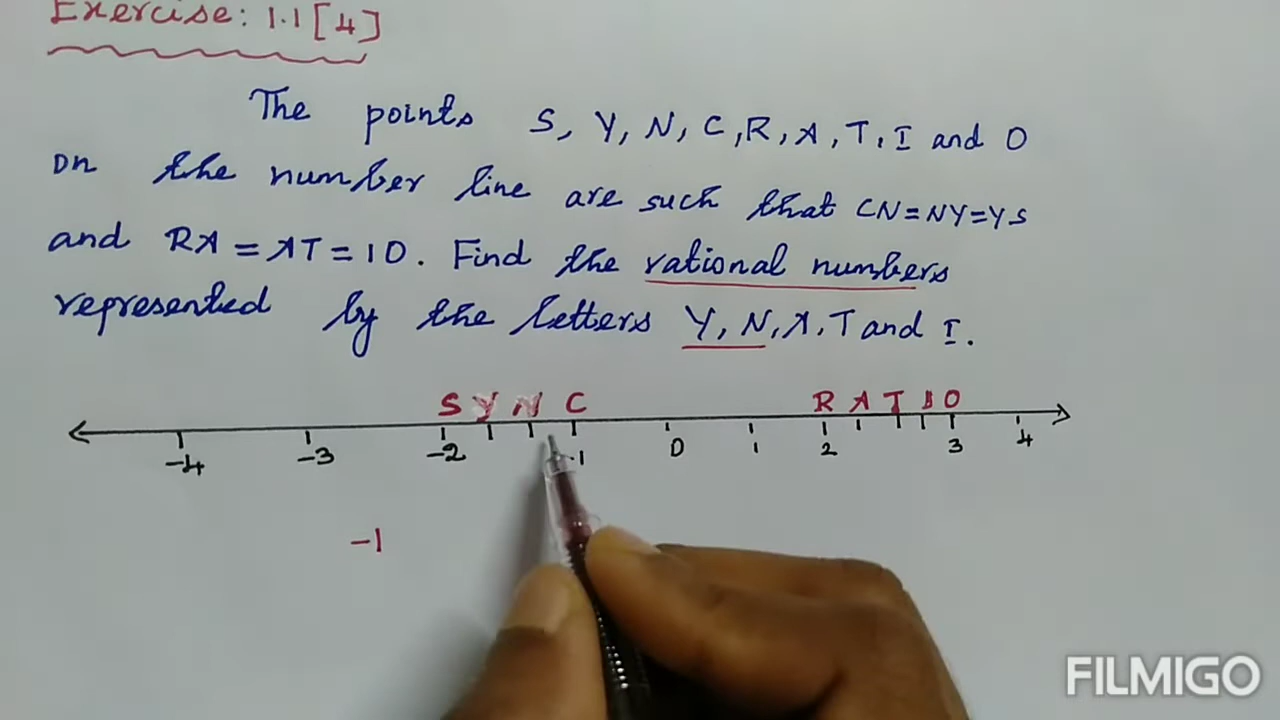 Exercise: 1.1 [4]
The points S, Y, N, C, R, A, T, I and O
on the number line are such that CN=NY=YS
and RA = AT = IO. Find the rational numbers
represented by the letters Y, N, A, T and I.
S Y N C R A T I O
-4 -3 -2 -1 0 1 2 3 4
-1
FILMIGO